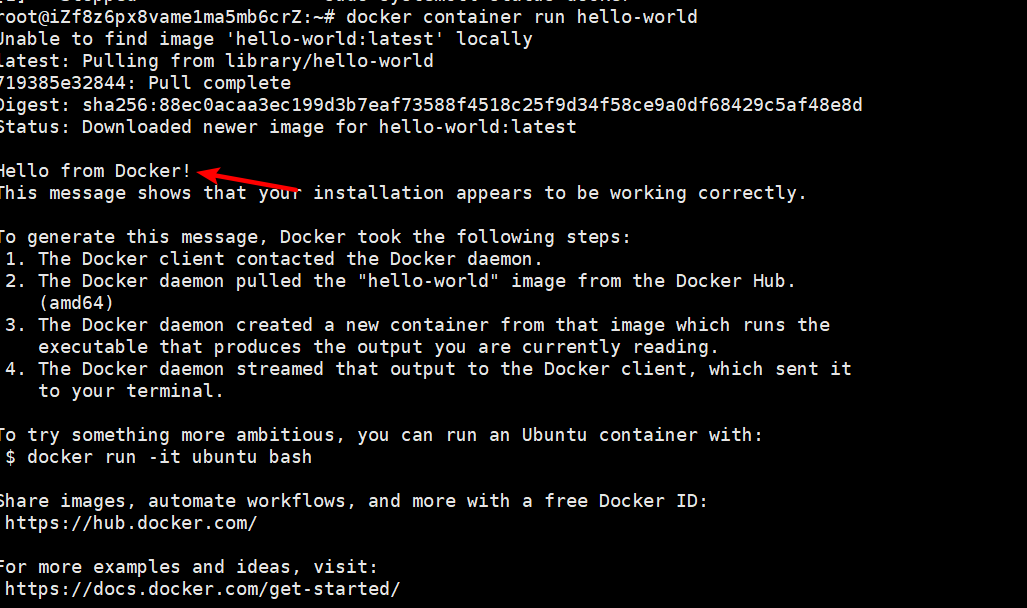 root@iZf8z6px8vame1ma5mb6crZ:~# docker container run hello-world
Unable to find image 'hello-world:latest' locally
latest: Pulling from library/hello-world
719385e32844: Pull complete
Digest: sha256:88ec0acaa3ec199d3b7eaf73588f4518c25f9d34f58ce9a0df68429c5af48e8d
Status: Downloaded newer image for hello-world:latest
Hello from Docker!
This message shows that your installation appears to be working correctly.
To generate this message, Docker took the following steps:
1. The Docker client contacted the Docker daemon.
2. The Docker daemon pulled the "hello-world" image from the Docker Hub.
(amd64)
3. The Docker daemon created a new container from that image which runs the
executable that produces the output you are currently reading.
4. The Docker daemon streamed that output to the Docker client, which sent it
to your terminal.
To try something more ambitious, you can run an Ubuntu container with:
$ docker run -it ubuntu bash
Share images, automate workflows, and more with a free Docker ID:
https://hub.docker.com/
For more examples and ideas, visit:
https://docs.docker.com/get-started/